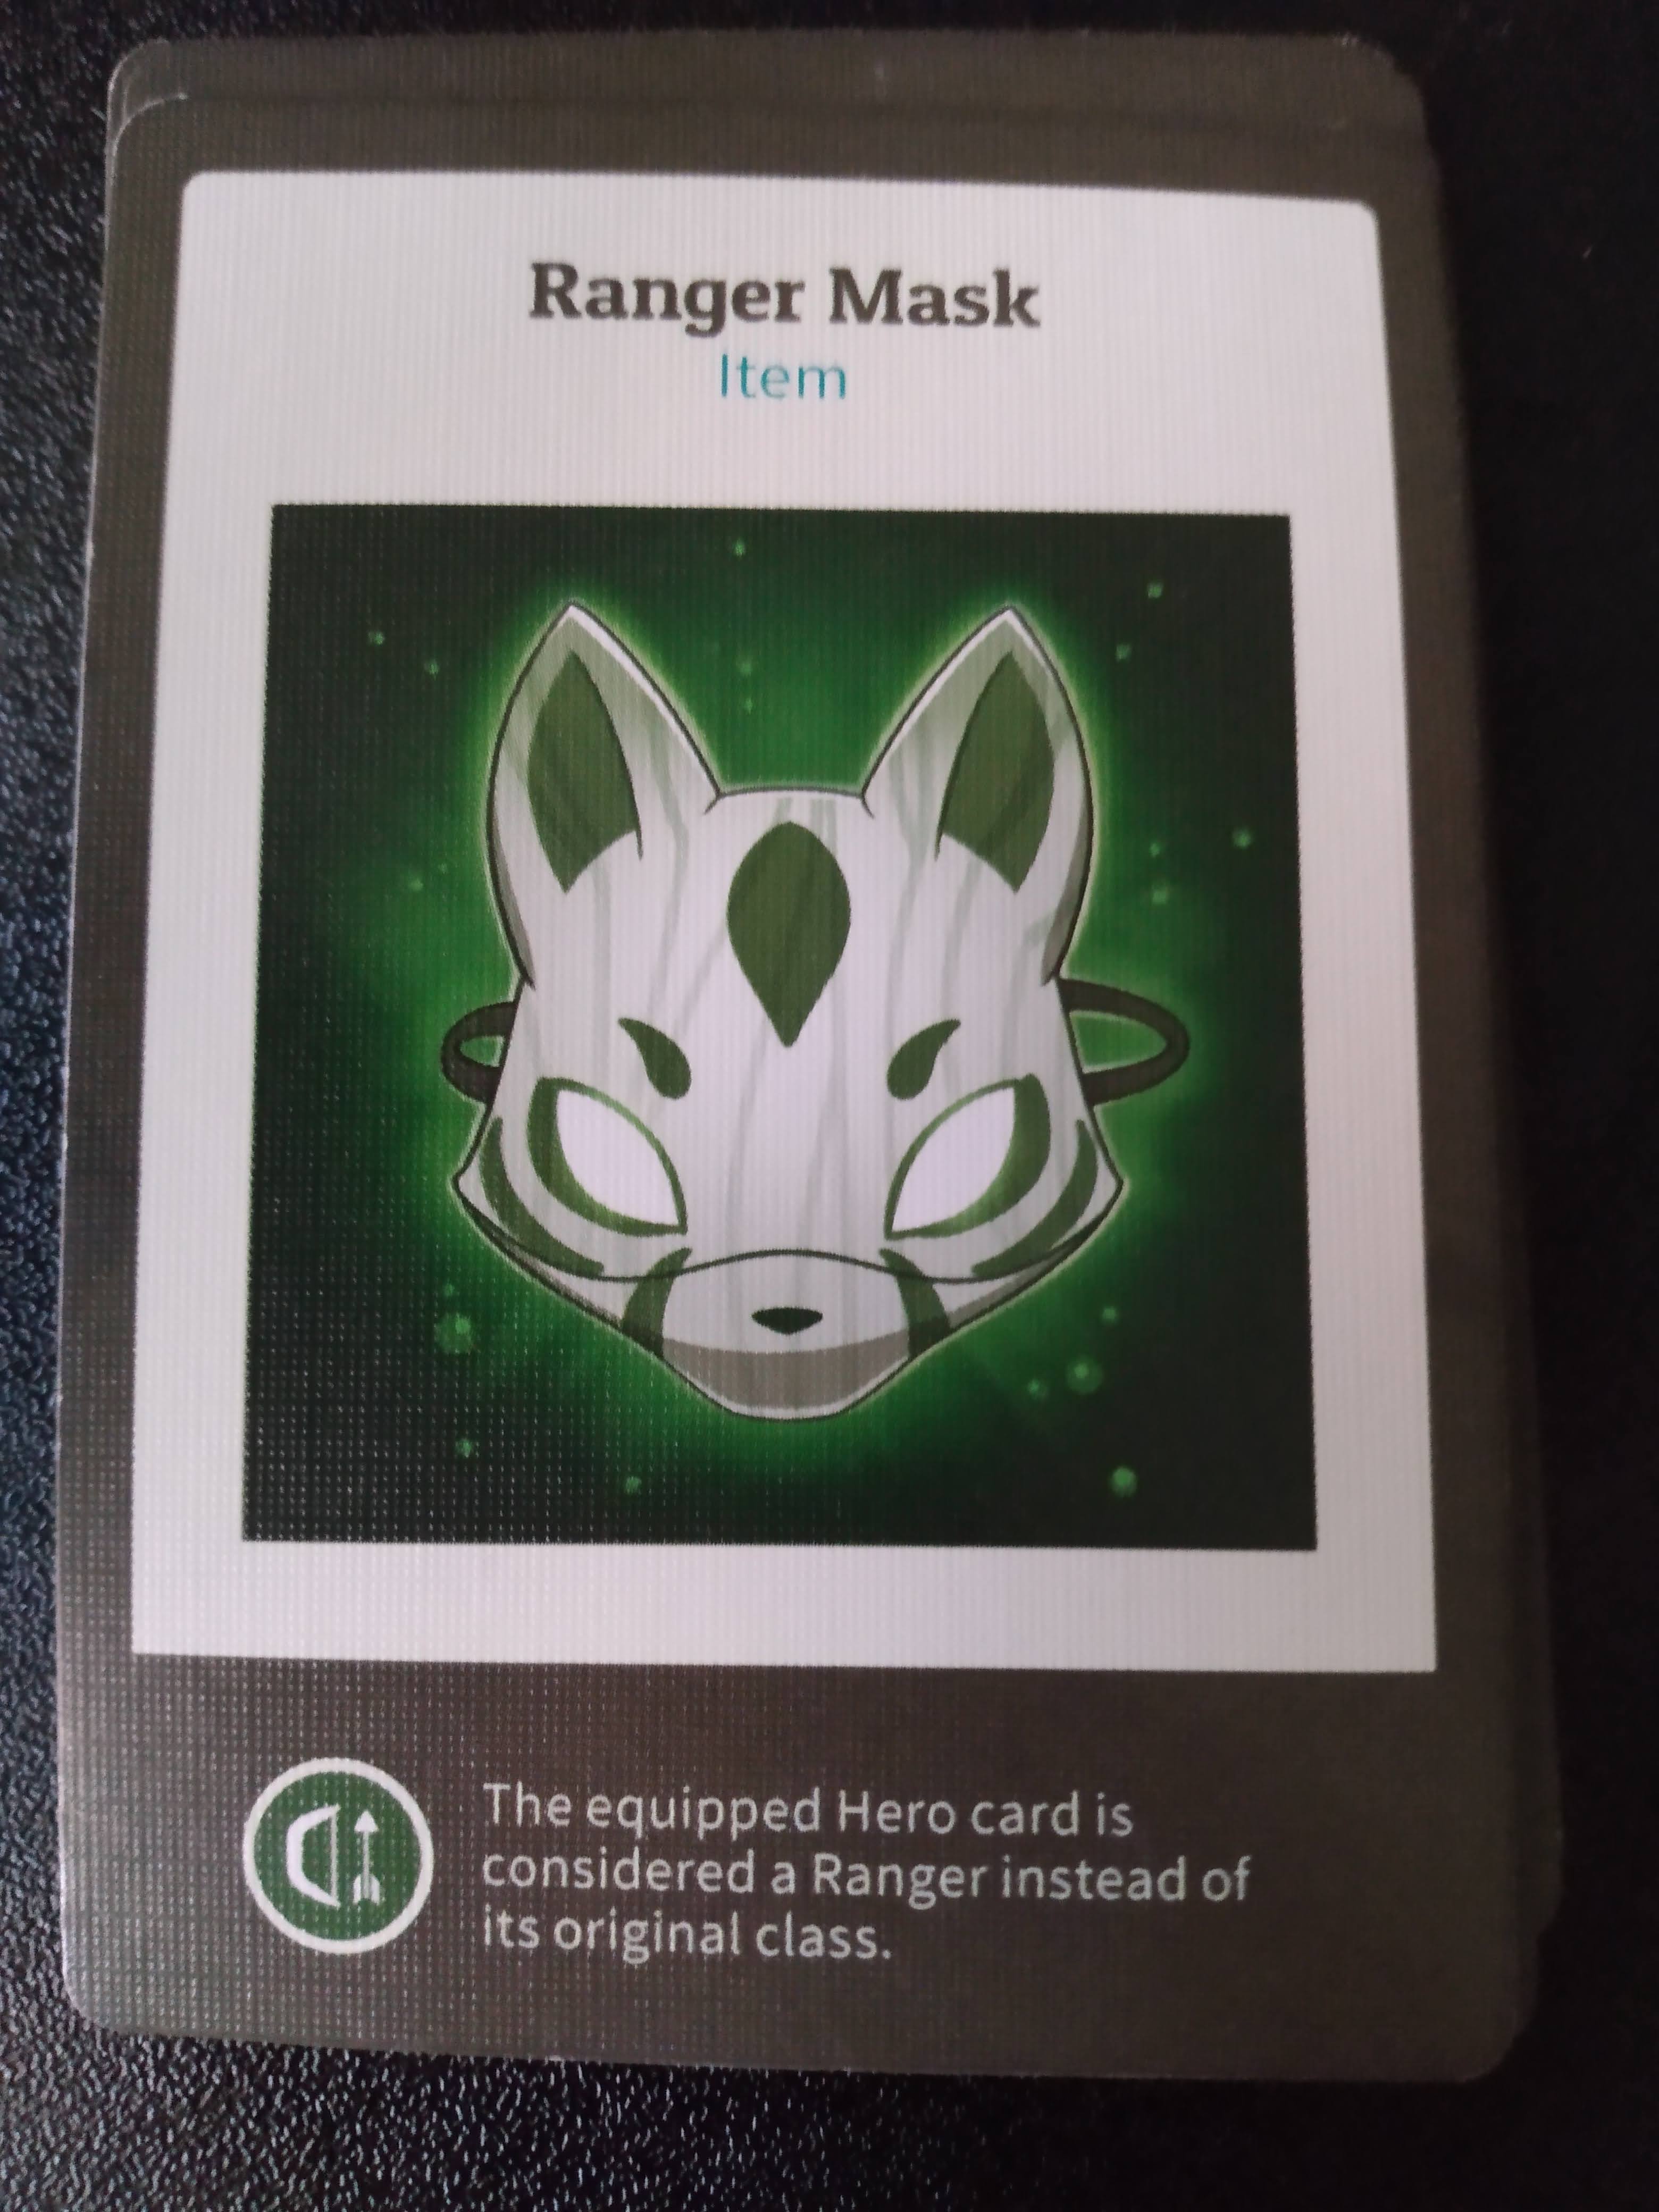 Ranger Mask
Item
The equipped Hero card is
considered a Ranger instead of
its original class.